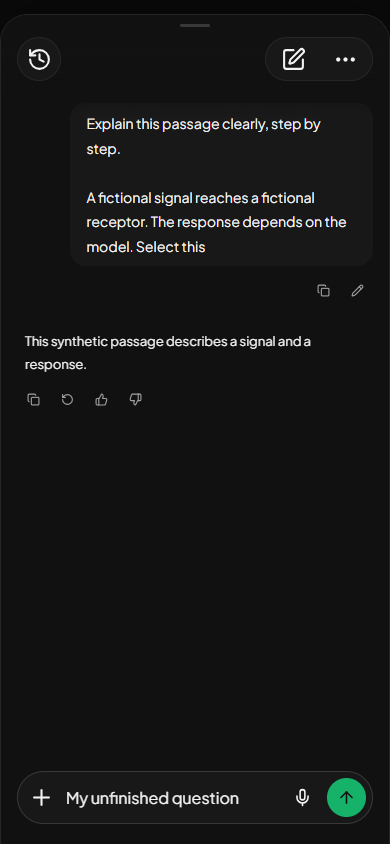 Explain this passage clearly, step by
step.
A fictional signal reaches a fictional
receptor. The response depends on the
model. Select this
This synthetic passage describes a signal and a
response.
My unfinished question